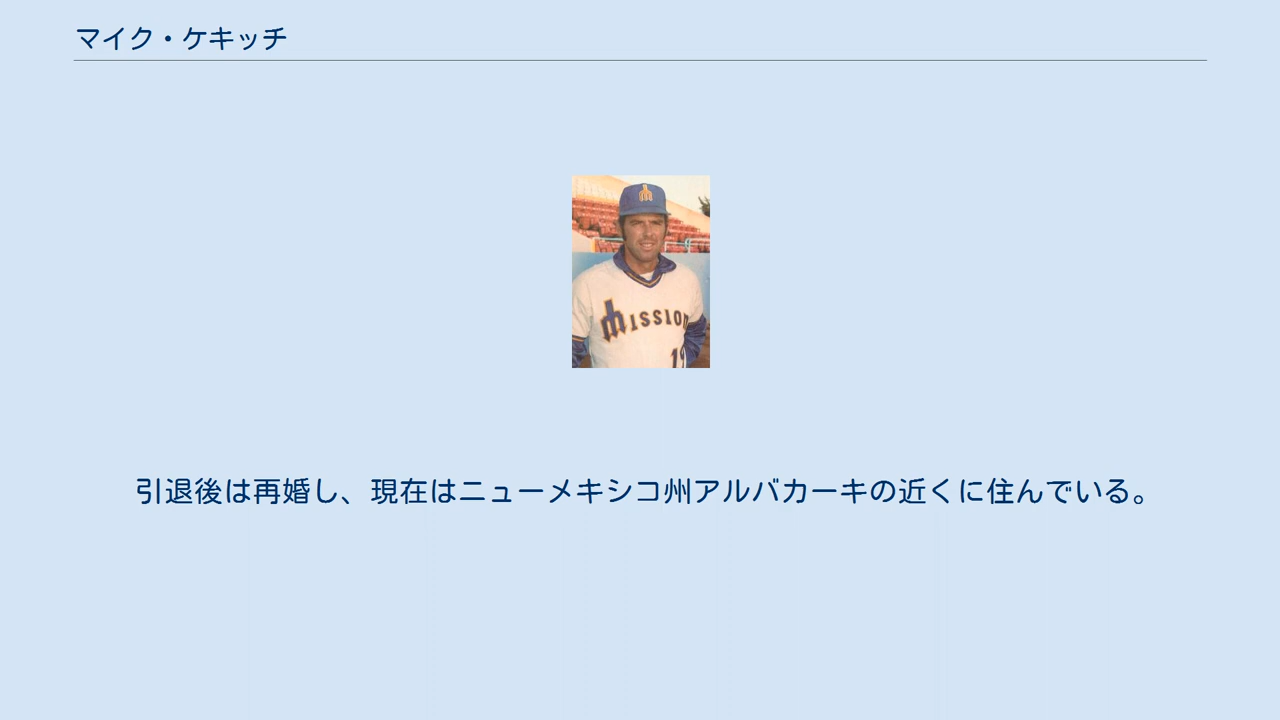 マイク・ケキッチ
mission
引退後は再婚し、現在はニューメキシコ州アルバカーキの近くに住んでいる。